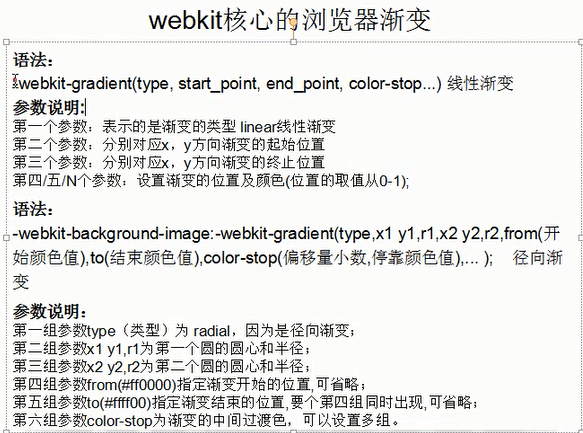 webkit核心的浏览器渐变
语法：
-webkit-gradient(type, start_point, end_point, color-stop...) 线性渐变
参数说明:
第一个参数：表示的是渐变的类型 linear线性渐变
第二个参数：分别对应x，y方向渐变的起始位置
第三个参数：分别对应x，y方向渐变的终止位置
第四/五/N个参数：设置渐变的位置及颜色(位置的取值从0-1);
语法：
-webkit-background-image:-webkit-gradient(type,x1 y1,r1,x2 y2,r2,from(开
始颜色值),to(结束颜色值),color-stop(偏移量小数,停靠颜色值),... ); 径向渐
变
参数说明：
第一组参数type（类型）为 radial，因为是径向渐变；
第二组参数x1 y1,r1为第一个圆的圆心和半径；
第三组参数x2 y2,r2为第二个圆的圆心和半径；
第四组参数from(#ff0000)指定渐变开始的位置,可省略；
第五组参数to(#ffff00)指定渐变结束的位置,要个第四组同时出现,可省略；
第六组参数color-stop为渐变的中间过渡色，可以设置多组。